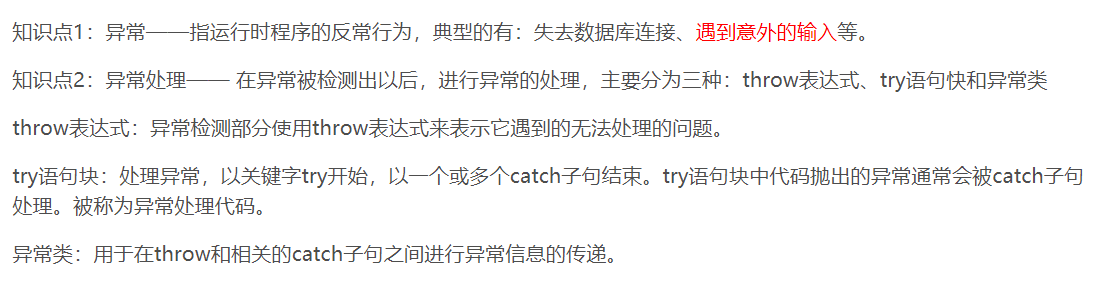 知识点1：异常——指运行时程序的反常行为，典型的有：失去数据库连接、遇到意外的输入等。
知识点2：异常处理—— 在异常被检测出以后，进行异常的处理，主要分为三种：throw表达式、try语句快和异常类
throw表达式：异常检测部分使用throw表达式来表示它遇到的无法处理的问题。
try语句块：处理异常，以关键字try开始，以一个或多个catch子句结束。try语句块中代码抛出的异常通常会被catch子句
处理。被称为异常处理代码。
异常类：用于在throw和相关的catch子句之间进行异常信息的传递。